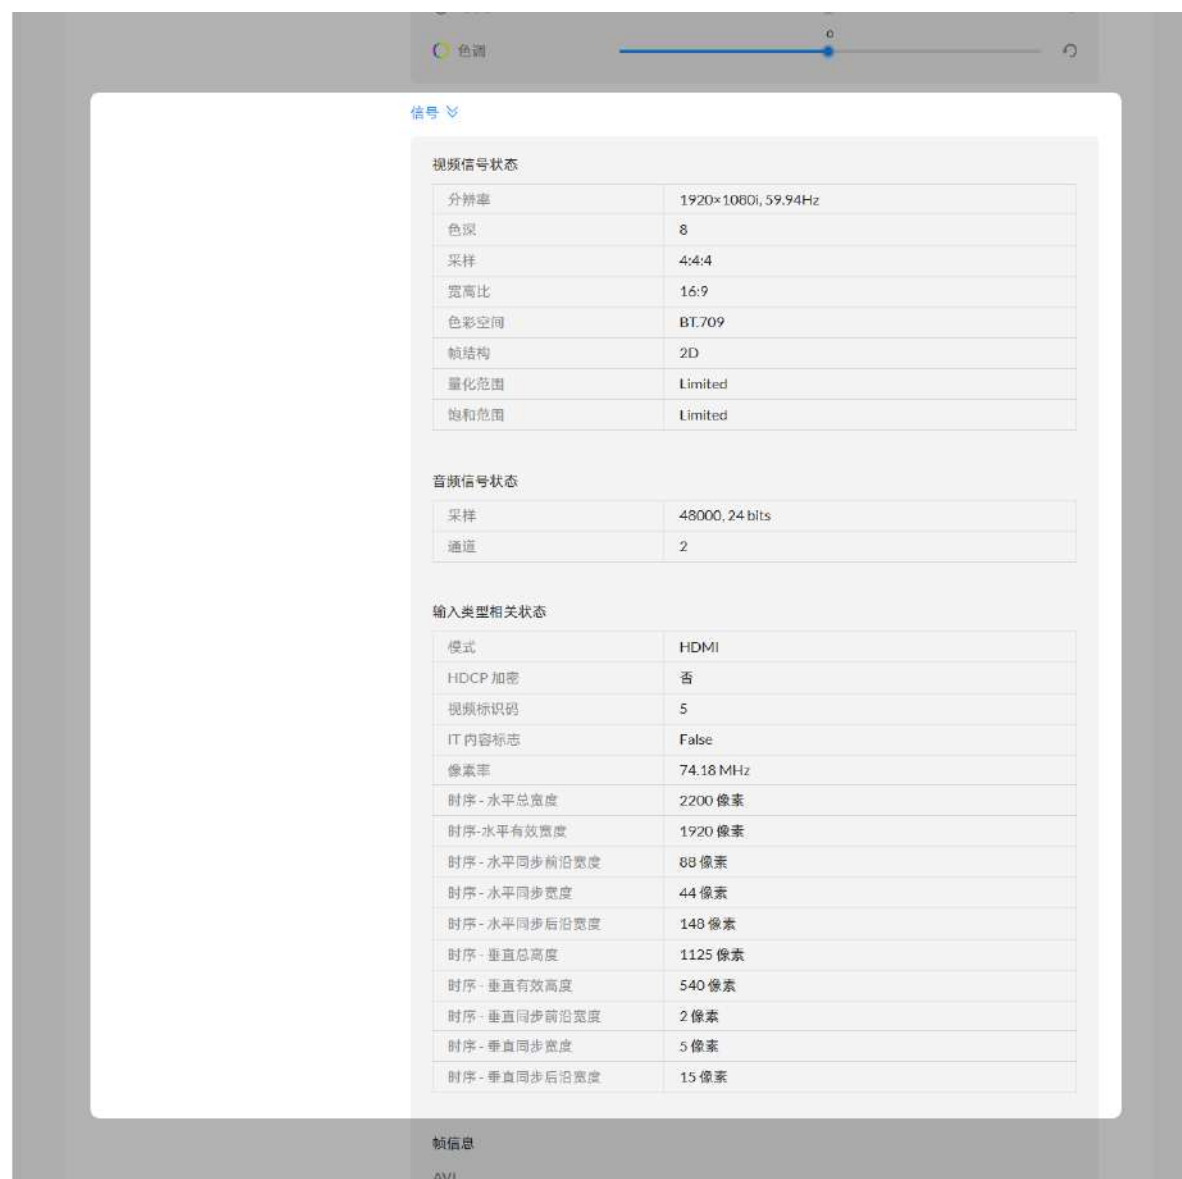 0
色调
信号
视频信号状态
分辨率 1920×1080i, 59.94Hz
色深 8
采样 4:4:4
宽高比 16:9
色彩空间 BT.709
帧结构 2D
量化范围 Limited
饱和范围 Limited
音频信号状态
采样 48000, 24 bits
通道 2
输入类型相关状态
模式 HDMI
HDCP 加密 否
视频标识码 5
IT 内容标志 False
像素率 74.18 MHz
时序 - 水平总宽度 2200 像素
时序-水平有效宽度 1920 像素
时序 - 水平同步前沿宽度 88 像素
时序 - 水平同步宽度 44 像素
时序 - 水平同步后沿宽度 148 像素
时序 - 垂直总高度 1125 像素
时序 - 垂直有效高度 540 像素
时序 - 垂直同步前沿宽度 2 像素
时序 - 垂直同步宽度 5 像素
时序 - 垂直同步后沿宽度 15 像素
帧信息
AVI